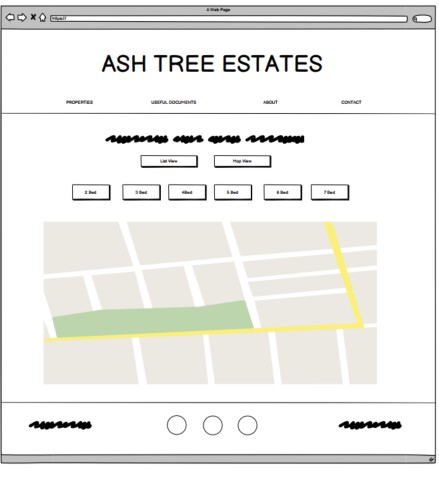 A Web Page
https://
ASH TREE ESTATES
PROPERTIES USEFUL DOCUMENTS ABOUT CONTACT
List View Map View
2 Bed 3 Bed 4Bed 5 Bed 6 Bed 7 Bed